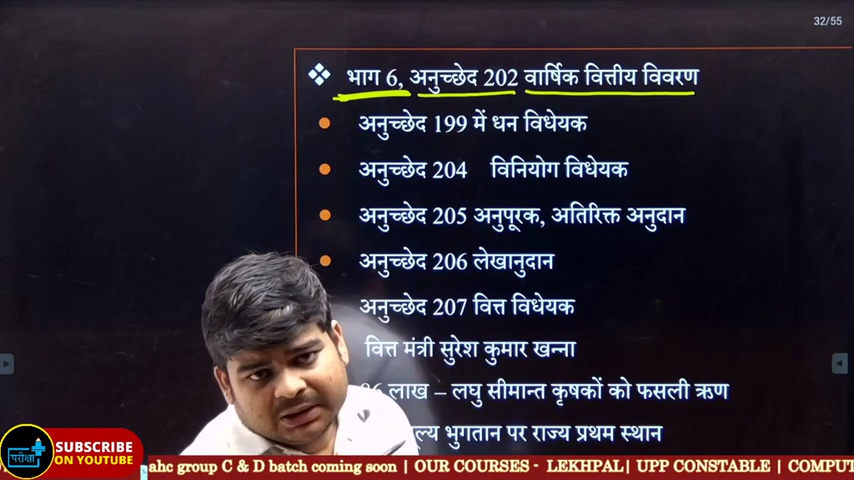 32/55
❖ भाग 6, अनुच्छेद 202 वार्षिक वित्तीय विवरण
• अनुच्छेद 199 में धन विधेयक
• अनुच्छेद 204 विनियोग विधेयक
• अनुच्छेद 205 अनुपूरक, अतिरिक्त अनुदान
• अनुच्छेद 206 लेखानुदान
अनुच्छेद 207 वित्त विधेयक
वित्त मंत्री सुरेश कुमार खन्ना
लाख – लघु सीमान्त कृषकों को फसली ऋण
भुगतान पर राज्य प्रथम स्थान
परीक्षा
SUBSCRIBE
ON YOUTUBE
ahc group C & D batch coming soon | OUR COURSES - LEKHPAL| UPP CONSTABLE |